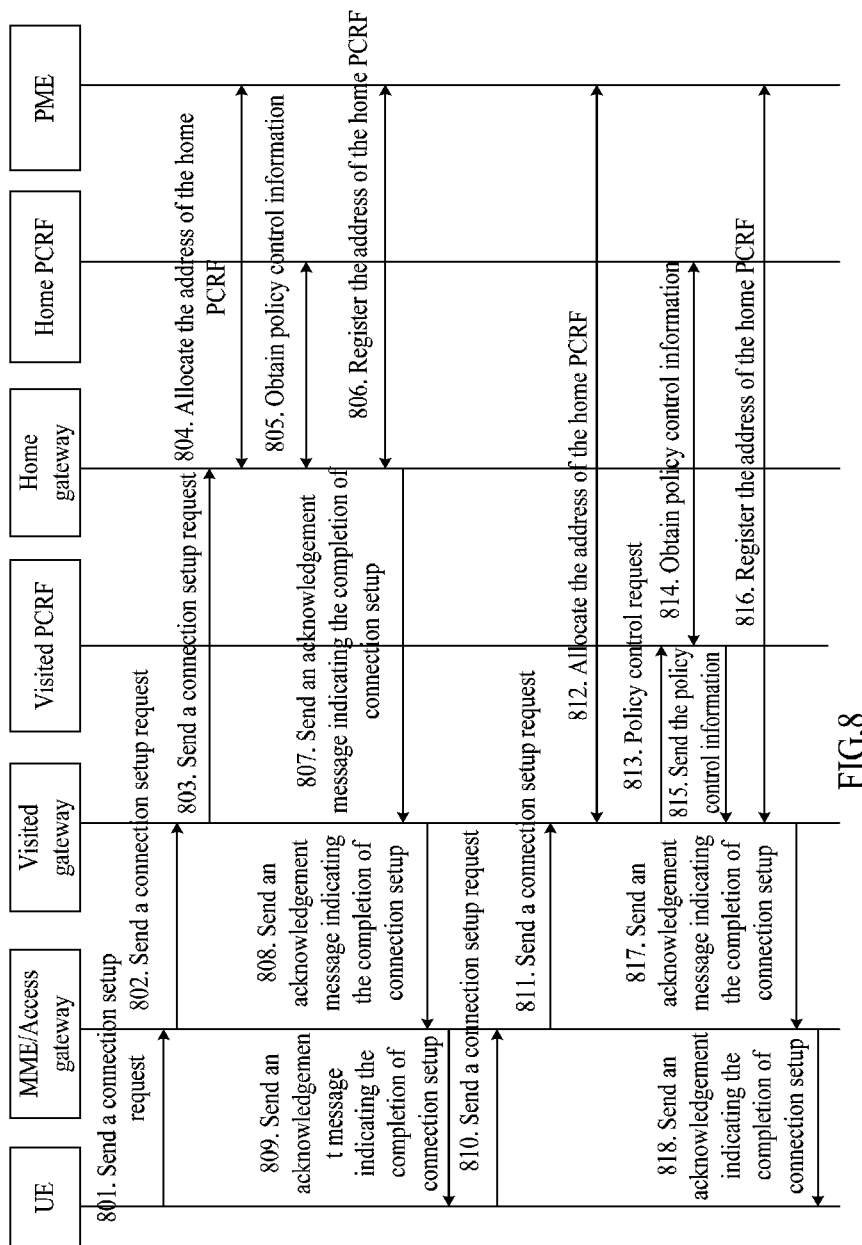 UE
MME/Access
gateway
Visited
gateway
Visited PCRF
Home
gateway
Home PCRF
PME
801. Send a connection setup
request
802. Send a connection setup request
803. Send a connection setup request
804. Allocate the address of the home
PCRF
805. Obtain policy control information
806. Register the address of the home PCRF
807. Send an acknowledgement
message indicating the completion of
connection setup
808. Send an
acknowledgement
message indicating
the completion of
connection setup
809. Send an
acknowledgemen
t message
indicating the
completion of
connection setup
810. Send a connection setup request
811. Send a connection setup request
812. Allocate the address of the home PCRF
813. Policy control request
814. Obtain policy control information
815. Send the policy
control information
816. Register the address of the home PCRF
817. Send an
acknowledgement
message indicating
the completion of
connection setup
818. Send an
acknowledgement
indicating the
completion of
connection setup
FIG.8